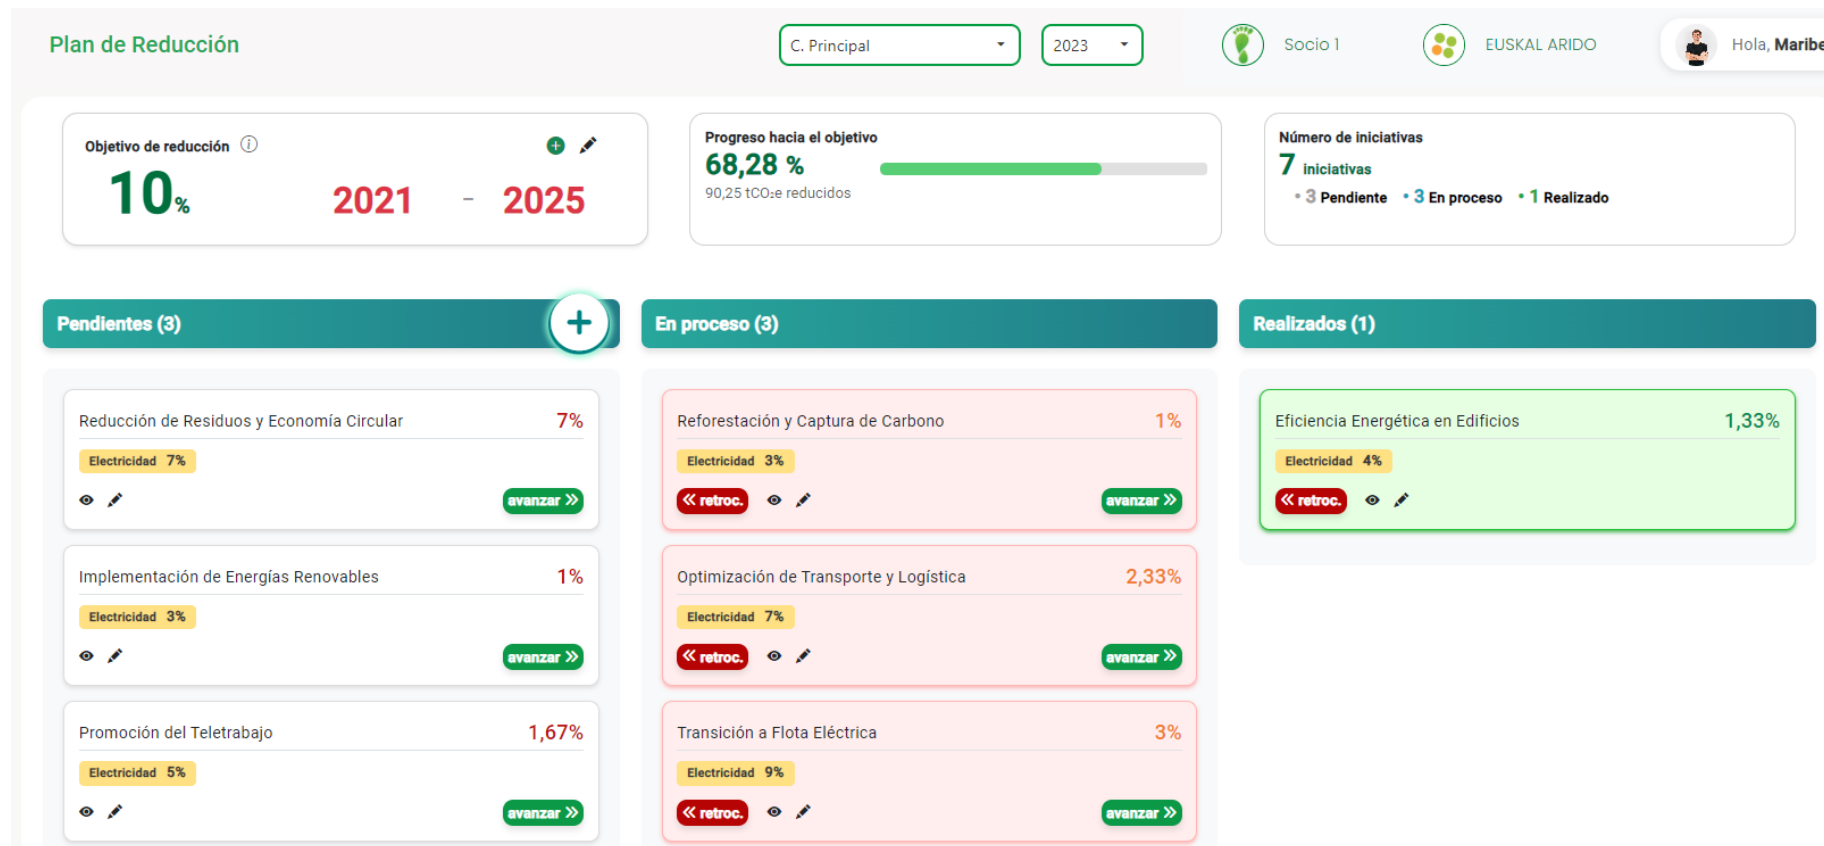 Plan de Reducción
C. Principal
2023
Socio 1
EUSKAL ARIDO
Hola, Maribe
Objetivo de reducción
10%
2021 - 2025
Progreso hacia el objetivo
68,28 %
90,25 tCO₂e reducidos
Número de iniciativas
7 iniciativas
• 3 Pendiente • 3 En proceso • 1 Realizado
Pendientes (3)
Reducción de Residuos y Economía Circular 7%
Electricidad 7%
avanzar
Implementación de Energías Renovables 1%
Electricidad 3%
avanzar
Promoción del Teletrabajo 1,67%
Electricidad 5%
avanzar
En proceso (3)
Reforestación y Captura de Carbono 1%
Electricidad 3%
retroc. avanzar
Optimización de Transporte y Logística 2,33%
Electricidad 7%
retroc. avanzar
Transición a Flota Eléctrica 3%
Electricidad 9%
retroc. avanzar
Realizados (1)
Eficiencia Energética en Edificios 1,33%
Electricidad 4%
retroc.